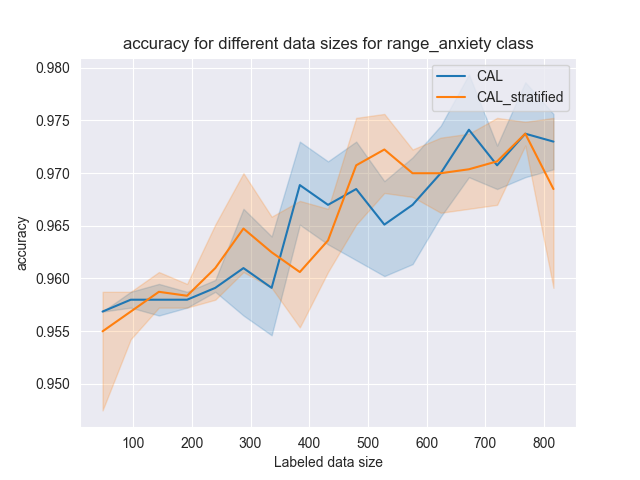 accuracy for different data sizes for range_anxiety class
CAL
CAL_stratified
0.980
0.975
0.970
0.965
0.960
0.955
0.950
accuracy
100 200 300 400 500 600 700 800
Labeled data size